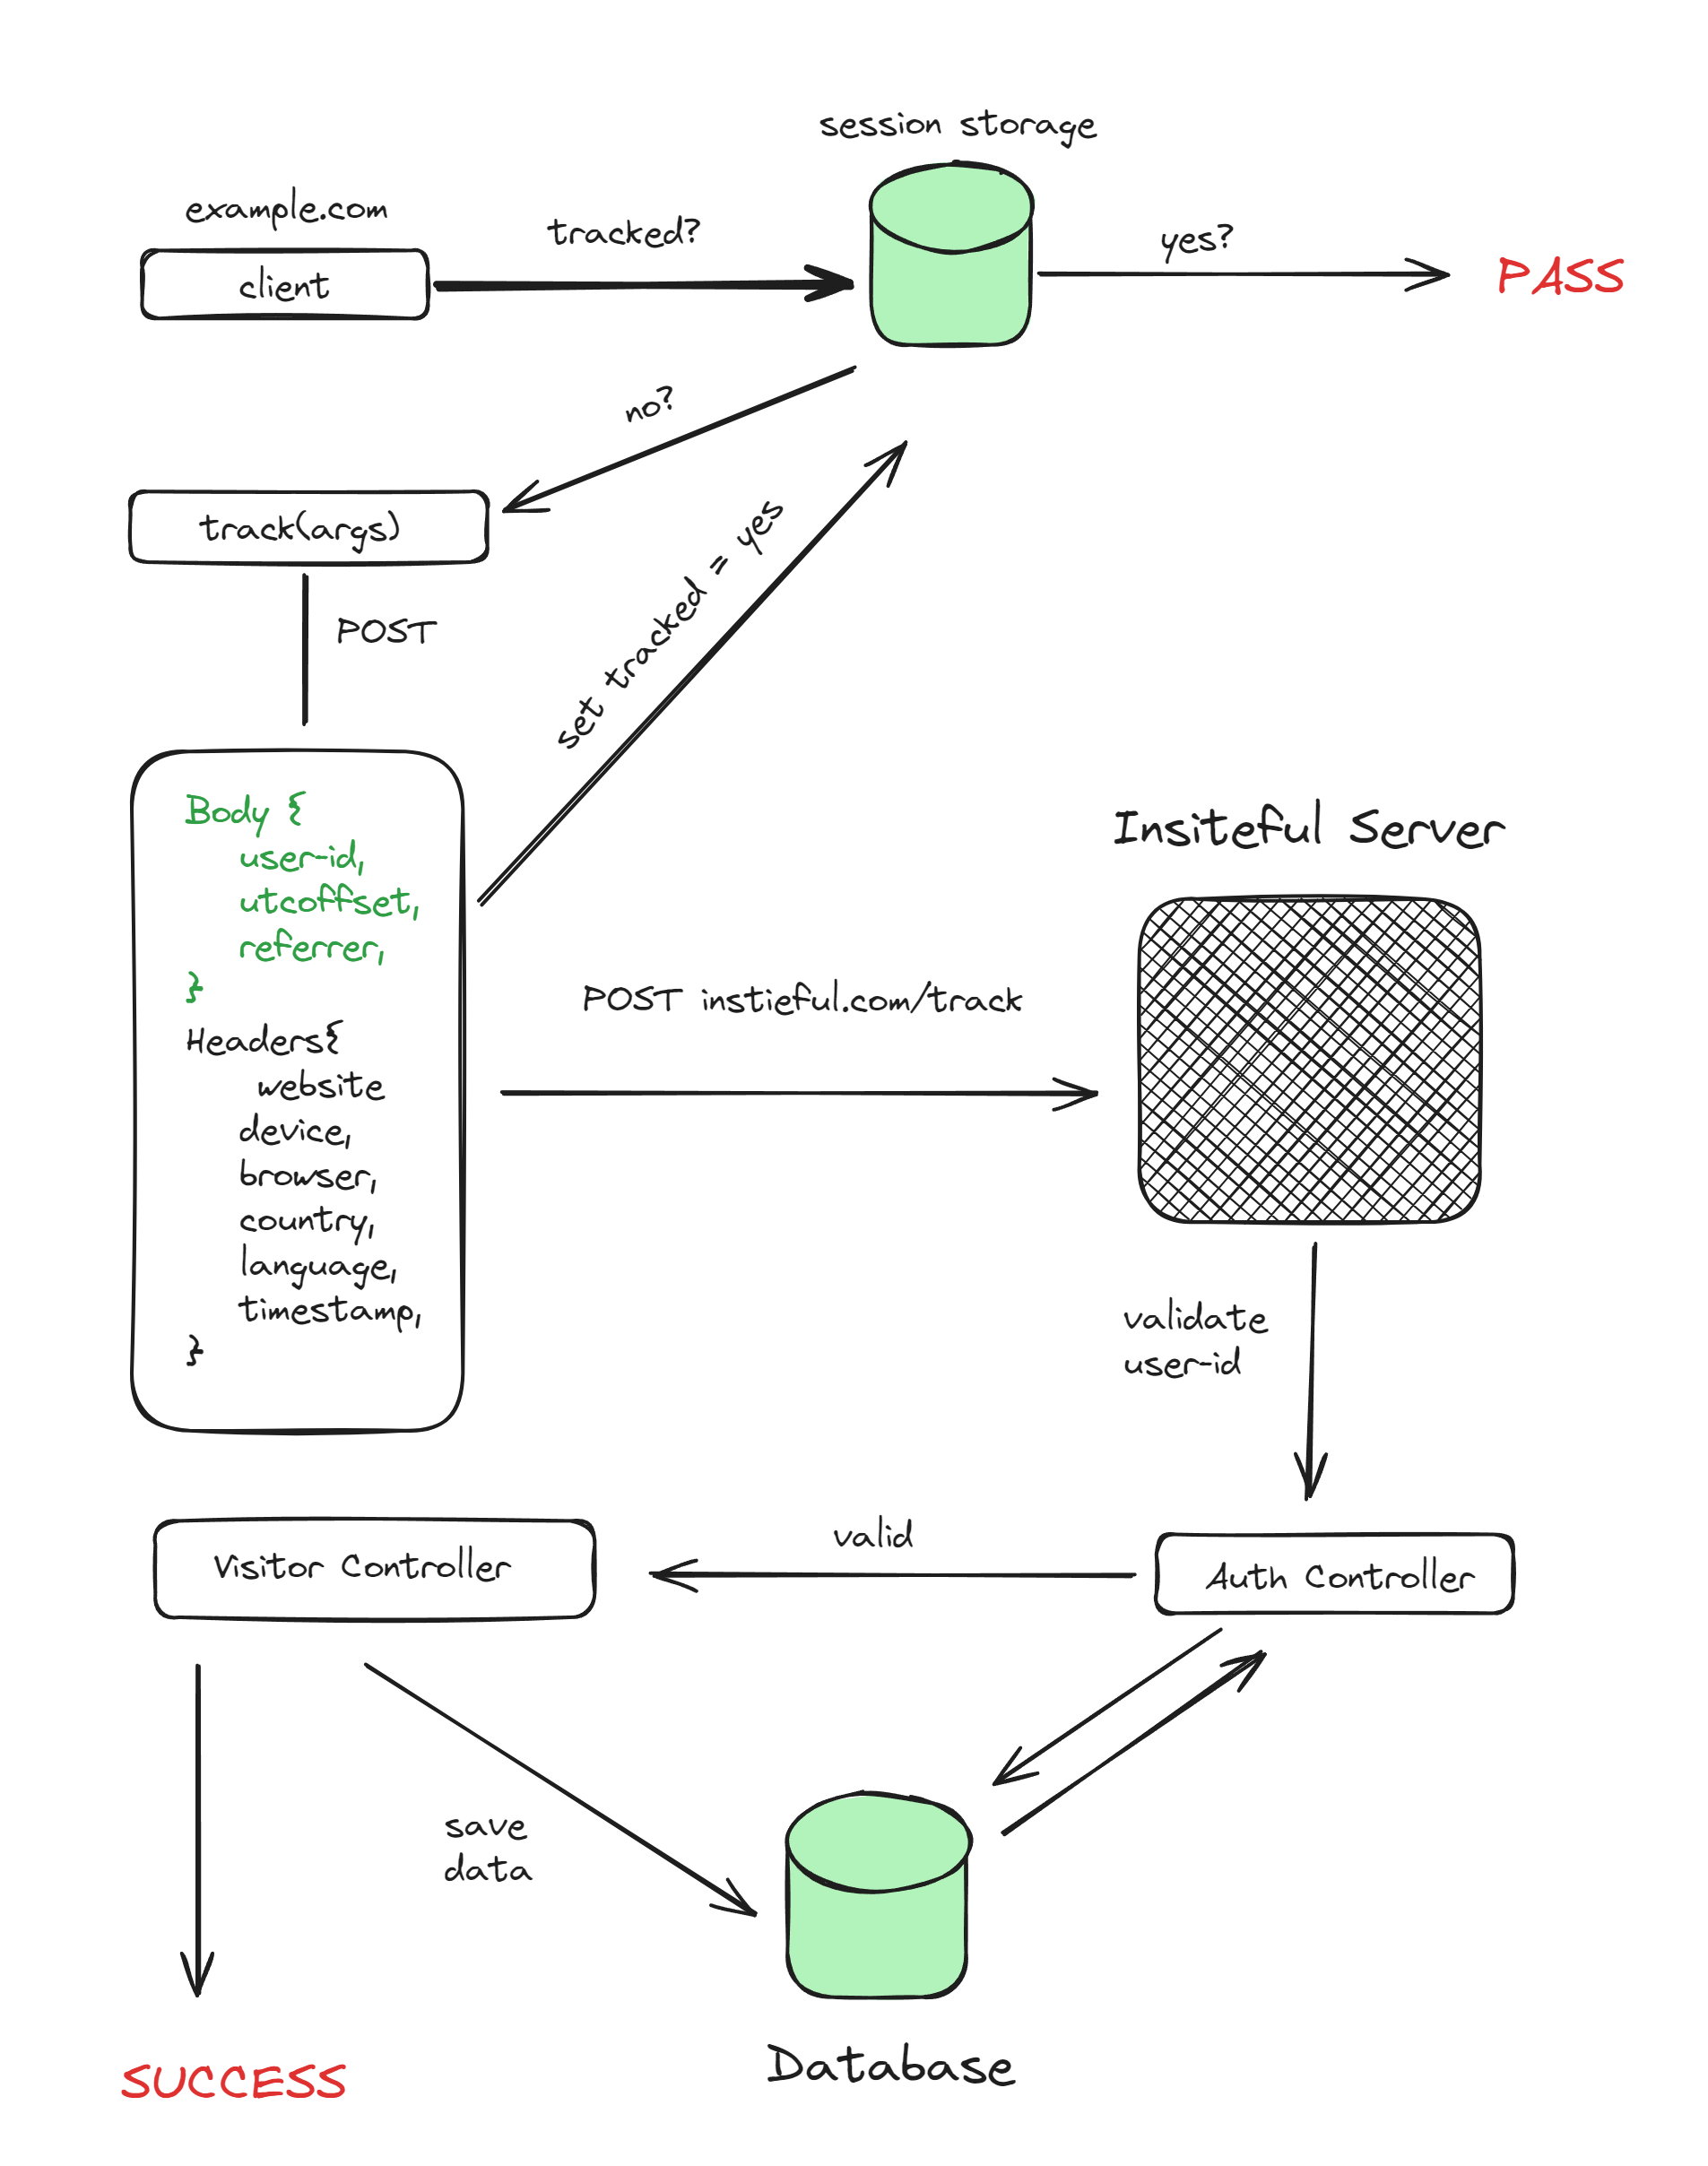 session storage
example.com
client
tracked?
yes?
PASS
no?
track(args)
POST
set tracked = yes
Body {
user-id,
utcoffset,
referrer,
}
Headers{
website
device,
browser,
country,
language,
timestamp,
}
POST instieful.com/track
Insiteful Server
validate
user-id
Auth Controller
valid
Visitor Controller
save
data
Database
SUCCESS